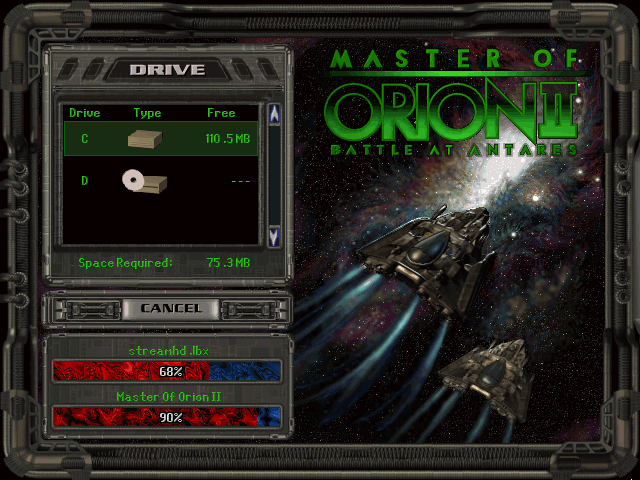 DRIVE
Drive Type Free
C 110.5 MB
D ---
Space Required: 75.3 MB
CANCEL
streamhd.lbx
68%
Master Of Orion II
90%
MASTER OF
ORION II
BATTLE AT ANTARES